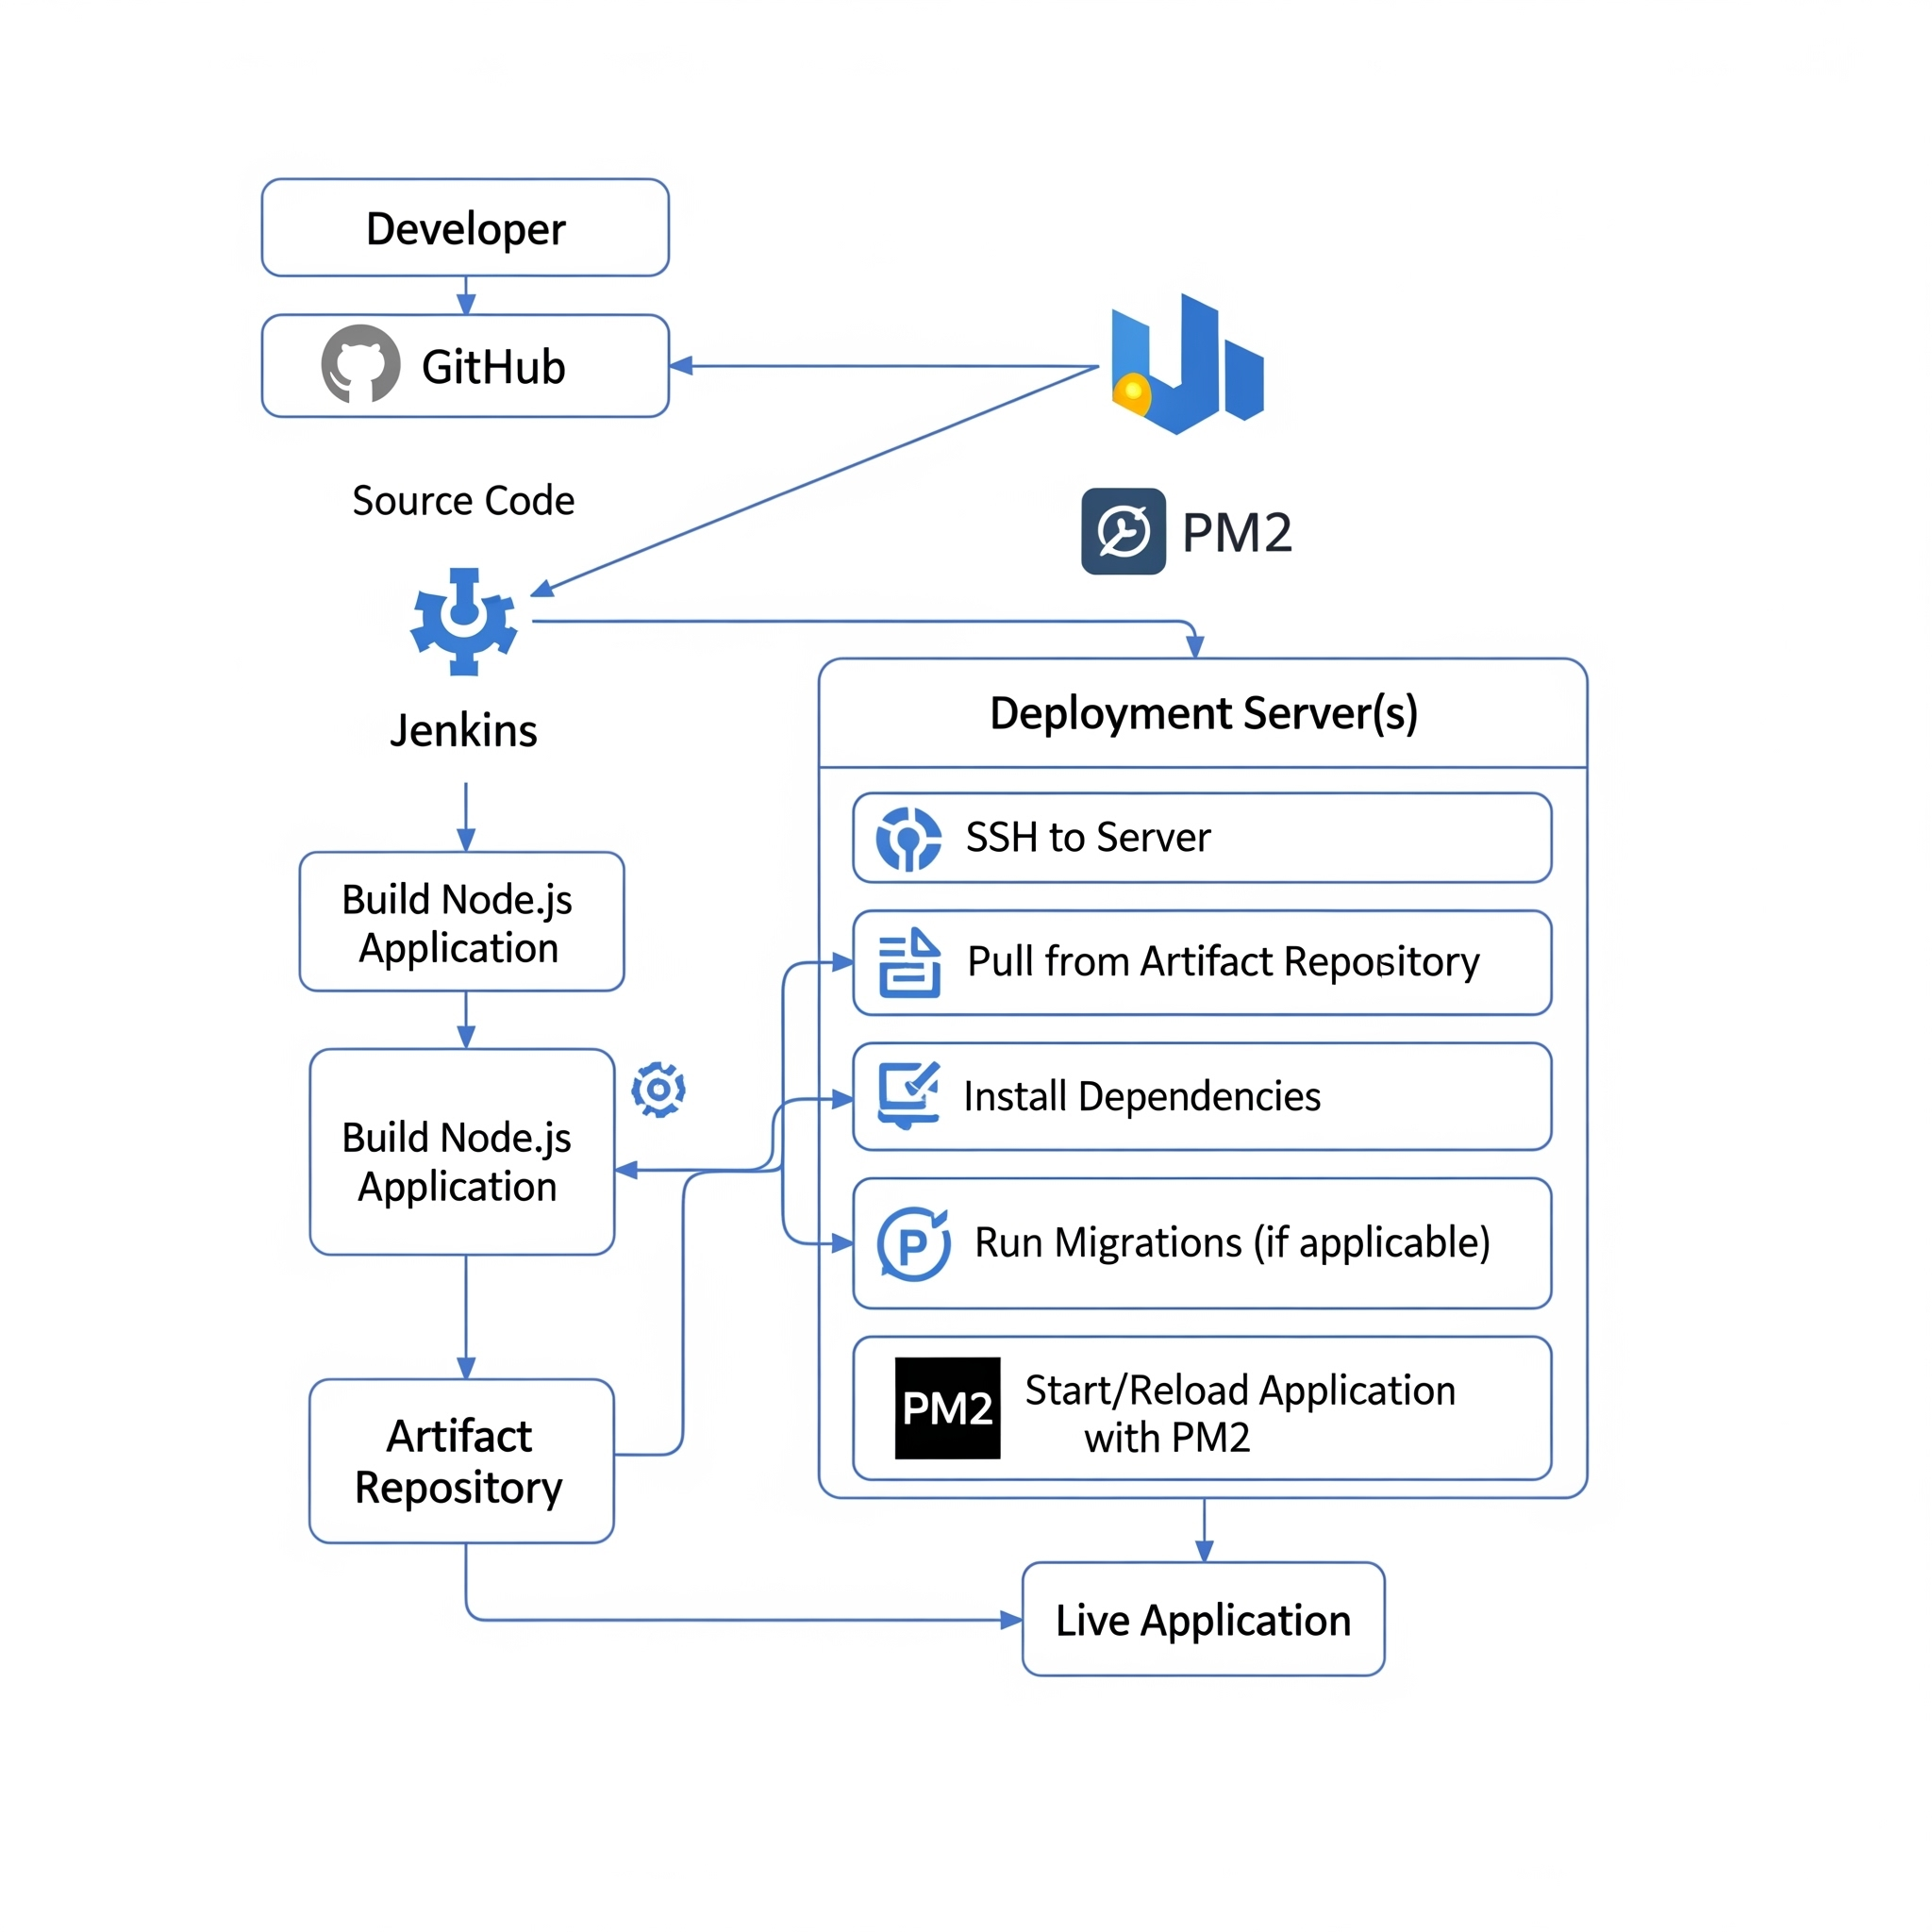 Developer
GitHub
Source Code
PM2
Jenkins
Deployment Server(s)
SSH to Server
Build Node.js
Application
Pull from Artifact Repository
Install Dependencies
Build Node.js
Application
P
Run Migrations (if applicable)
PM2
Start/Reload Application
with PM2
Artifact
Repository
Live Application